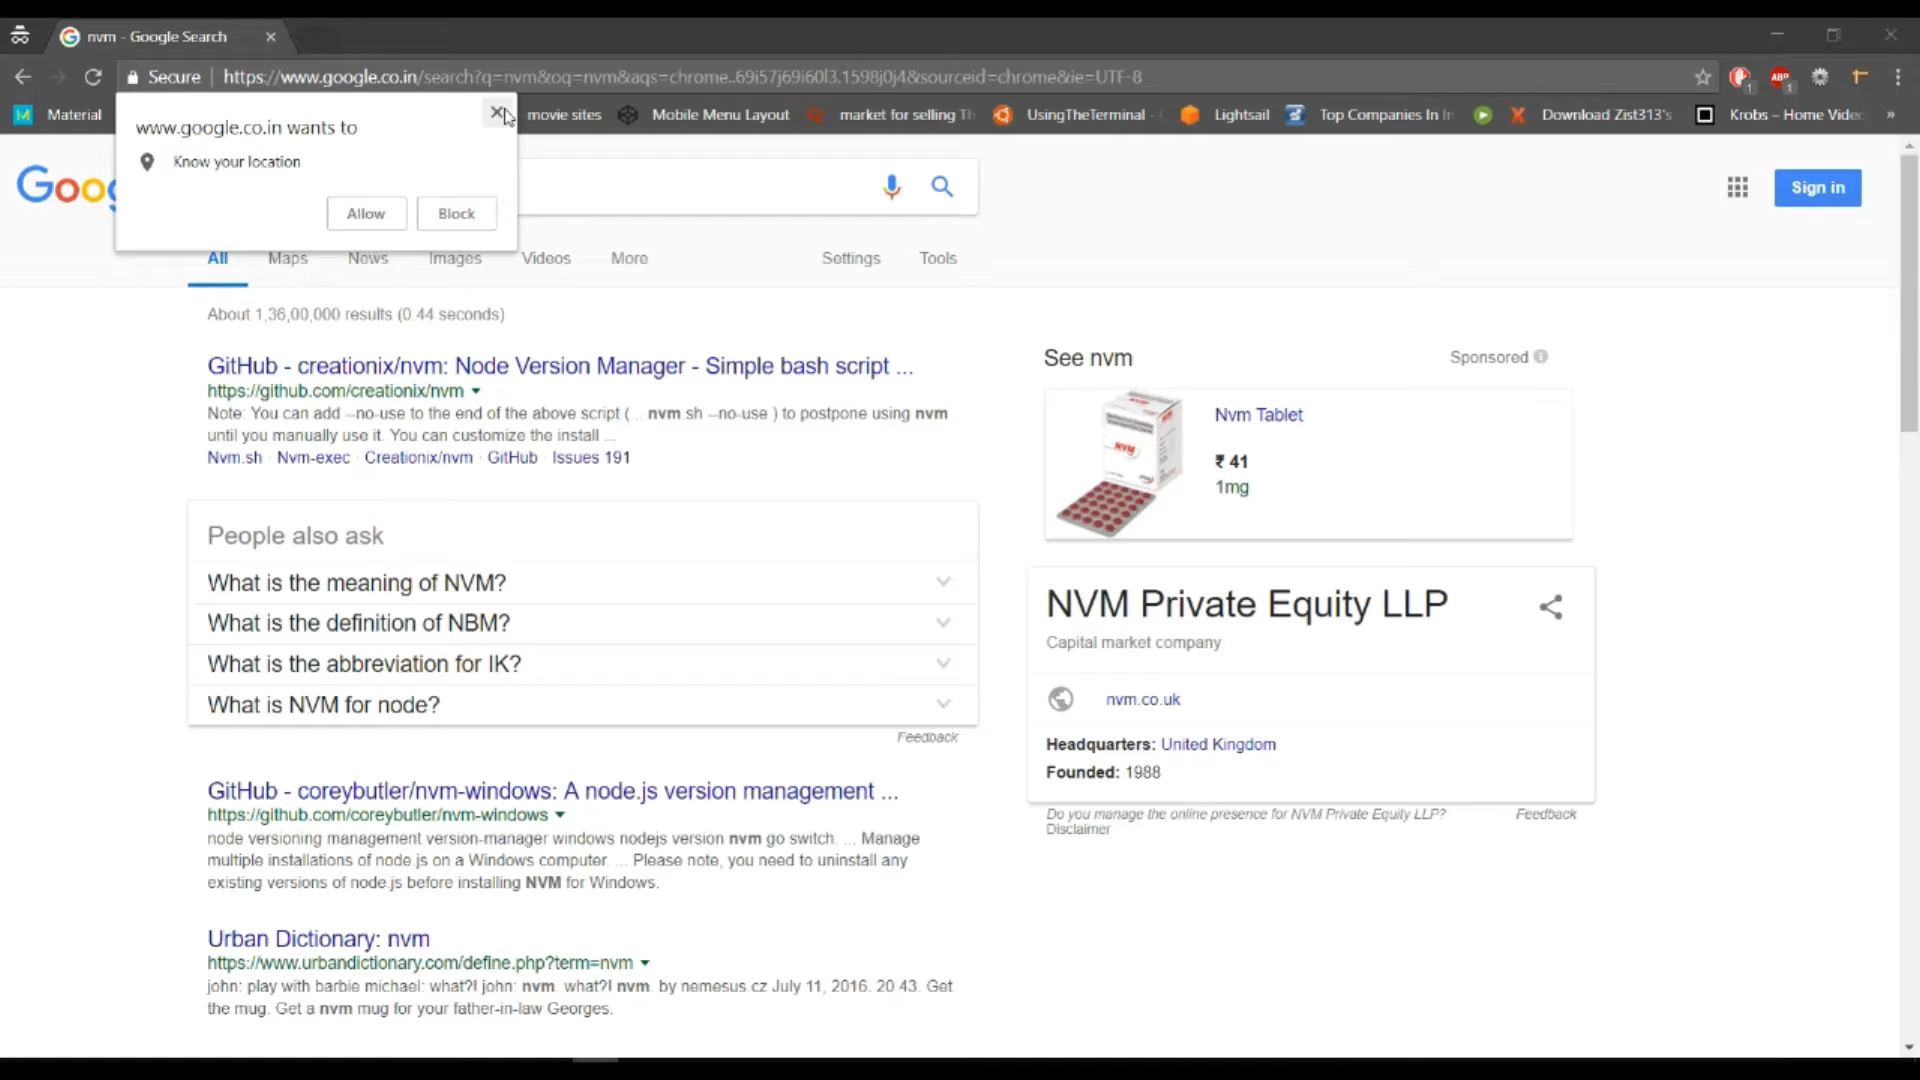 nvm - Google Search
Secure https://www.google.co.in/search?q=nvm&oq=nvm&aqs=chrome..69i57j69i60l3.1598j0j4&sourceid=chrome&ie=UTF-8
Material movie sites Mobile Menu Layout market for selling UsingTheTerminal - Lightsail Top Companies In In Download Zist313's Krobs – Home Videc »
www.google.co.in wants to
Know your location
Allow Block
Goog
Sign in
All Maps News Images Videos More Settings Tools
About 1,36,00,000 results (0.44 seconds)
GitHub - creationix/nvm: Node Version Manager - Simple bash script ...
https://github.com/creationix/nvm
Note: You can add --no-use to the end of the above script (... nvm sh --no-use ) to postpone using nvm
until you manually use it. You can customize the install ...
Nvm.sh · Nvm-exec · Creationix/nvm · GitHub · Issues 191
People also ask
What is the meaning of NVM?
What is the definition of NBM?
What is the abbreviation for IK?
What is NVM for node?
Feedback
GitHub - coreybutler/nvm-windows: A node.js version management ...
https://github.com/coreybutler/nvm-windows
node versioning management version-manager windows nodejs version nvm go switch. ... Manage
multiple installations of node js on a Windows computer. ... Please note, you need to uninstall any
existing versions of node.js before installing NVM for Windows.
Urban Dictionary: nvm
https://www.urbandictionary.com/define.php?term=nvm
john: play with barbie michael: what?! john: nvm. what?! nvm. by nemesus.cz July 11, 2016. 20 43. Get
the mug. Get a nvm mug for your father-in-law Georges.
See nvm Sponsored
NVM
Nvm Tablet
₹ 41
1mg
NVM Private Equity LLP
Capital market company
nvm.co.uk
Headquarters: United Kingdom
Founded: 1988
Do you manage the online presence for NVM Private Equity LLP? Feedback
Disclaimer